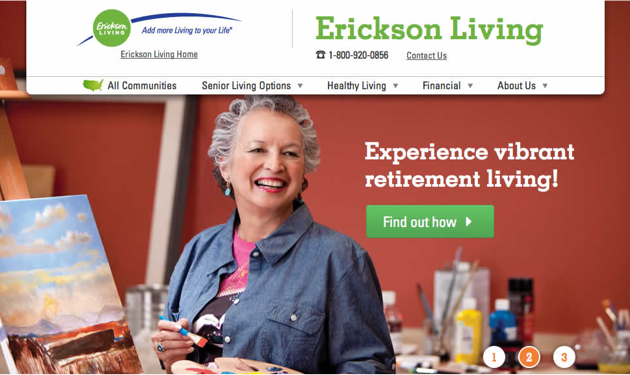 Erickson
LIVING
Add more Living to your Life®
Erickson Living Home
Erickson Living
1-800-920-0856 Contact Us
All Communities Senior Living Options Healthy Living Financial About Us
Experience vibrant
retirement living!
Find out how
1 2 3